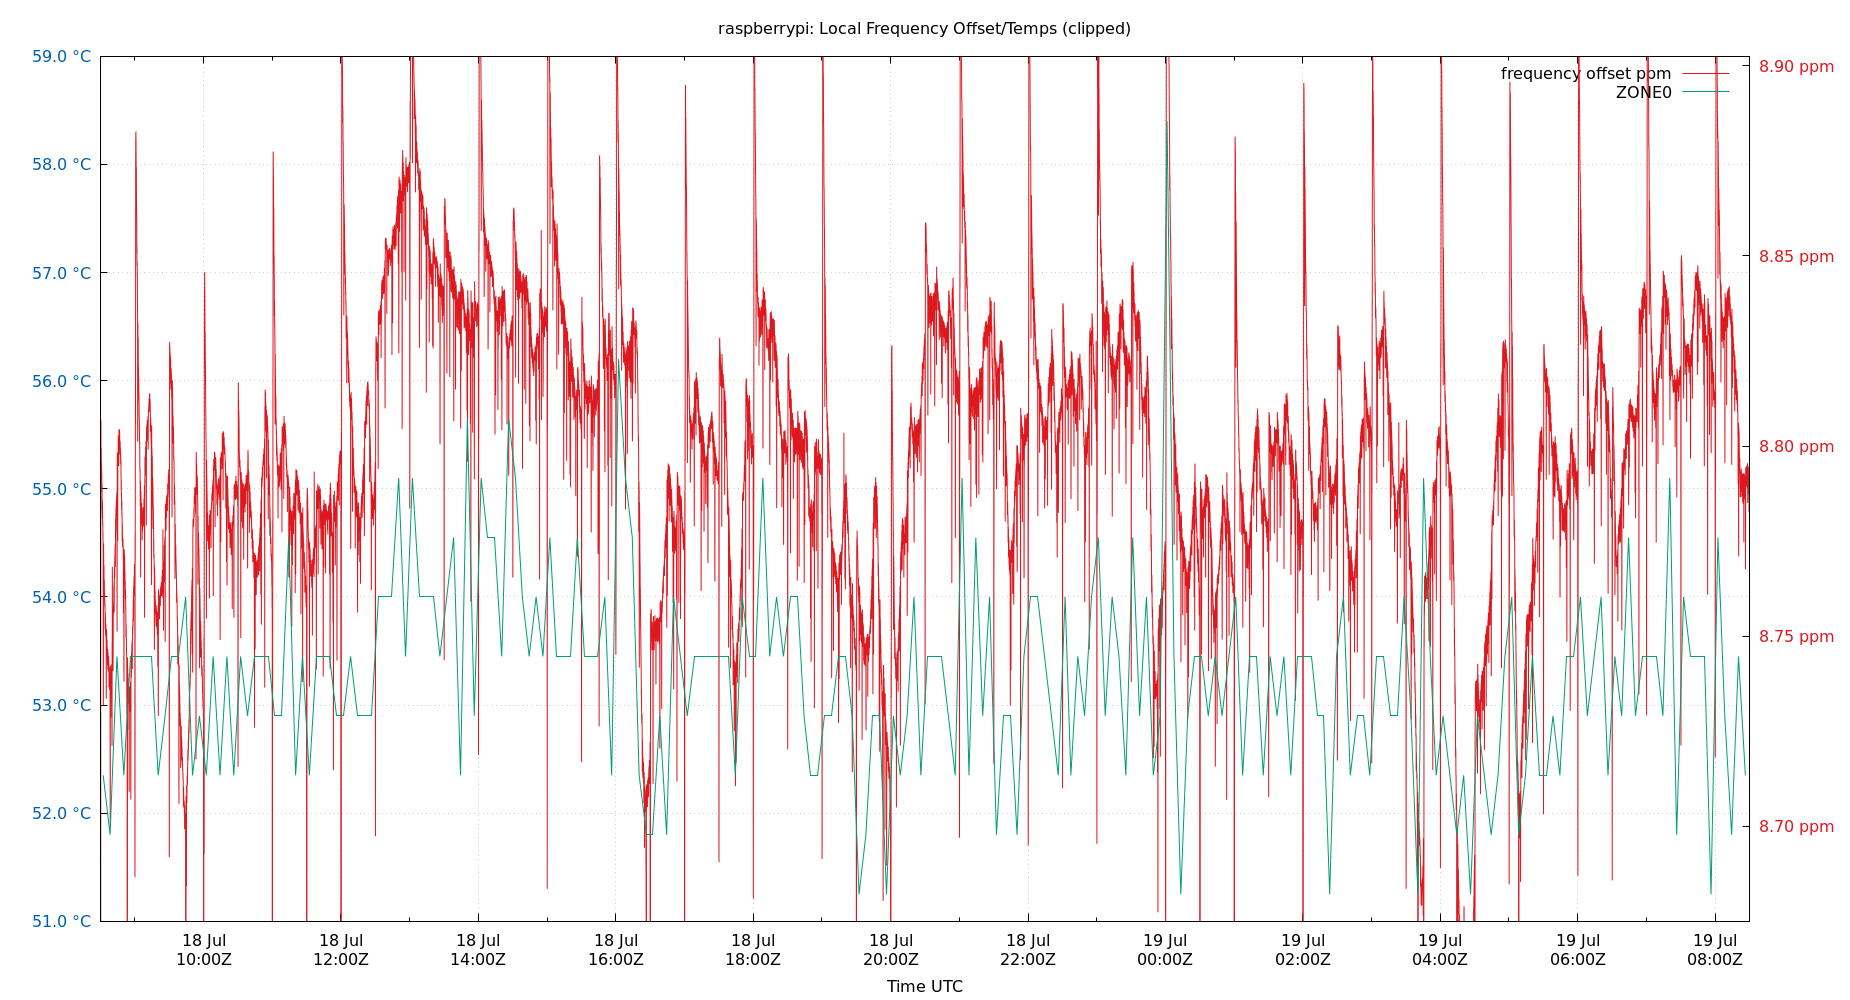 raspberrypi: Local Frequency Offset/Temps (clipped)
59.0 °C
58.0 °C
57.0 °C
56.0 °C
55.0 °C
54.0 °C
53.0 °C
52.0 °C
51.0 °C
frequency offset ppm
ZONE0
8.90 ppm
8.85 ppm
8.80 ppm
8.75 ppm
8.70 ppm
18 Jul 18 Jul 18 Jul 18 Jul 18 Jul 18 Jul 18 Jul 19 Jul 19 Jul 19 Jul 19 Jul 19 Jul
10:00Z 12:00Z 14:00Z 16:00Z 18:00Z 20:00Z 22:00Z 00:00Z 02:00Z 04:00Z 06:00Z 08:00Z
Time UTC